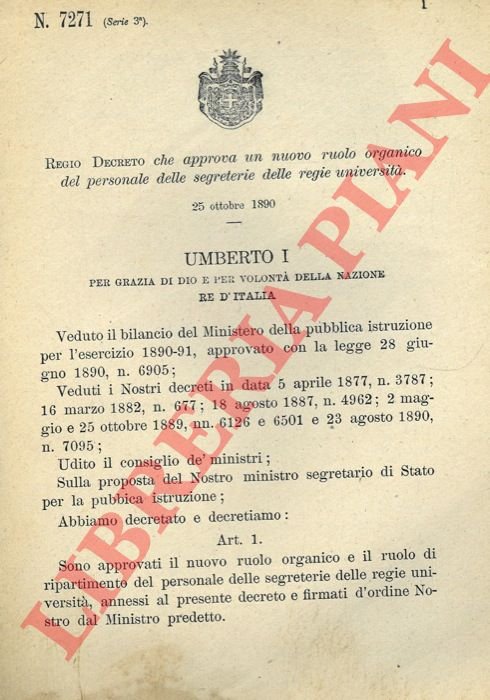 1
N. 7271 (Serie 3ª).
REGIO DECRETO che approva un nuovo ruolo organico
del personale delle segreterie delle regie università.
25 ottobre 1890
UMBERTO I
PER GRAZIA DI DIO E PER VOLONTÀ DELLA NAZIONE
RE D'ITALIA
Veduto il bilancio del Ministero della pubblica istruzione
per l'esercizio 1890-91, approvato con la legge 28 giu-
gno 1890, n. 6905;
Veduti i Nostri decreti in data 5 aprile 1877, n. 3787;
16 marzo 1882, n. 677; 18 agosto 1887, n. 4962; 2 mag-
gio e 25 ottobre 1889, nn. 6126 e 6501 e 23 agosto 1890,
n. 7095;
Udito il consiglio de' ministri;
Sulla proposta del Nostro ministro segretario di Stato
per la pubbica istruzione;
Abbiamo decretato e decretiamo:
Art. 1.
Sono approvati il nuovo ruolo organico e il ruolo di
ripartimento del personale delle segreterie delle regie uni-
versità, annessi al presente decreto e firmati d'ordine No-
stro dal Ministro predetto.
LIBRERIA PIANI